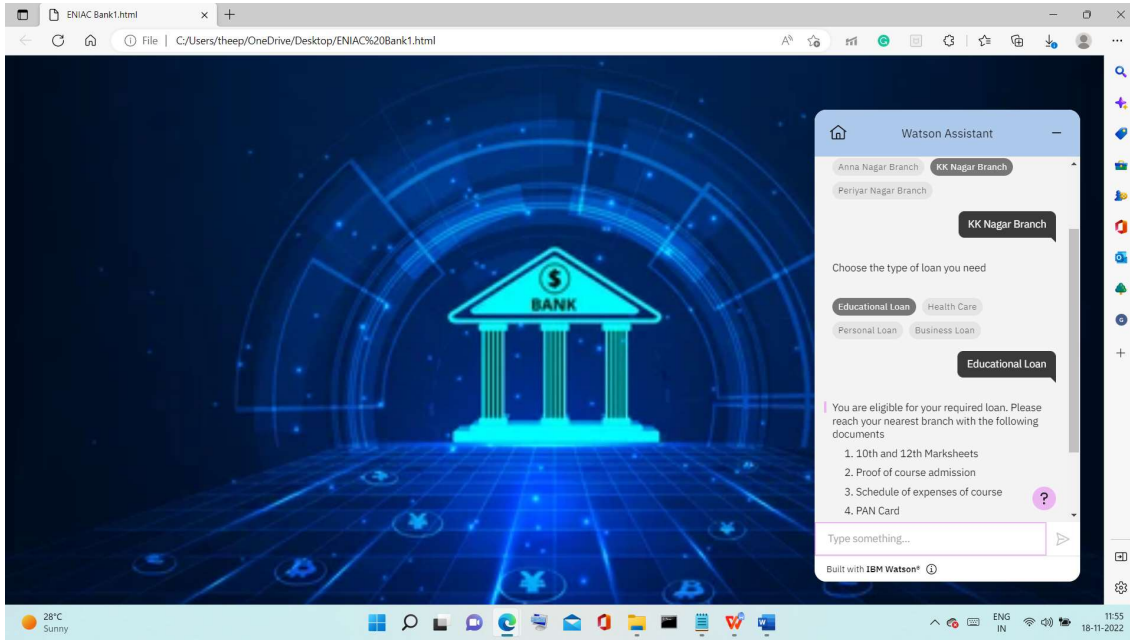 ENIAC Bank1.html
File | C:/Users/theep/OneDrive/Desktop/ENIAC%20Bank1.html
$
BANK
Watson Assistant
Anna Nagar Branch KK Nagar Branch
Periyar Nagar Branch
KK Nagar Branch
Choose the type of loan you need
Educational Loan Health Care
Personal Loan Business Loan
Educational Loan
You are eligible for your required loan. Please
reach your nearest branch with the following
documents
1. 10th and 12th Marksheets
2. Proof of course admission
3. Schedule of expenses of course
4. PAN Card
?
Type something...
Built with IBM Watson®
28°C
Sunny
ENG
IN
11:55
18-11-2022